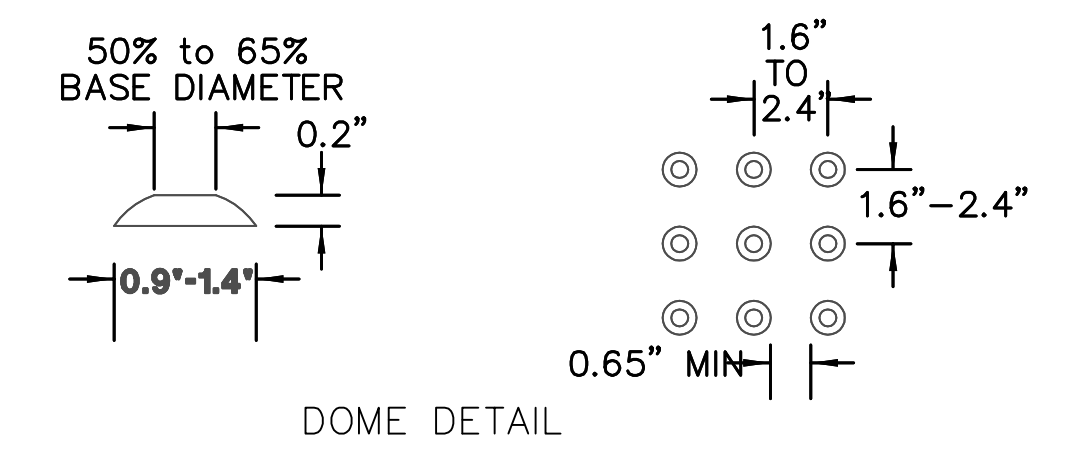 50% to 65%
BASE DIAMETER
0.2”
0.9"-1.4"
1.6”
TO
2.4”
1.6”-2.4”
0.65” MIN
DOME DETAIL